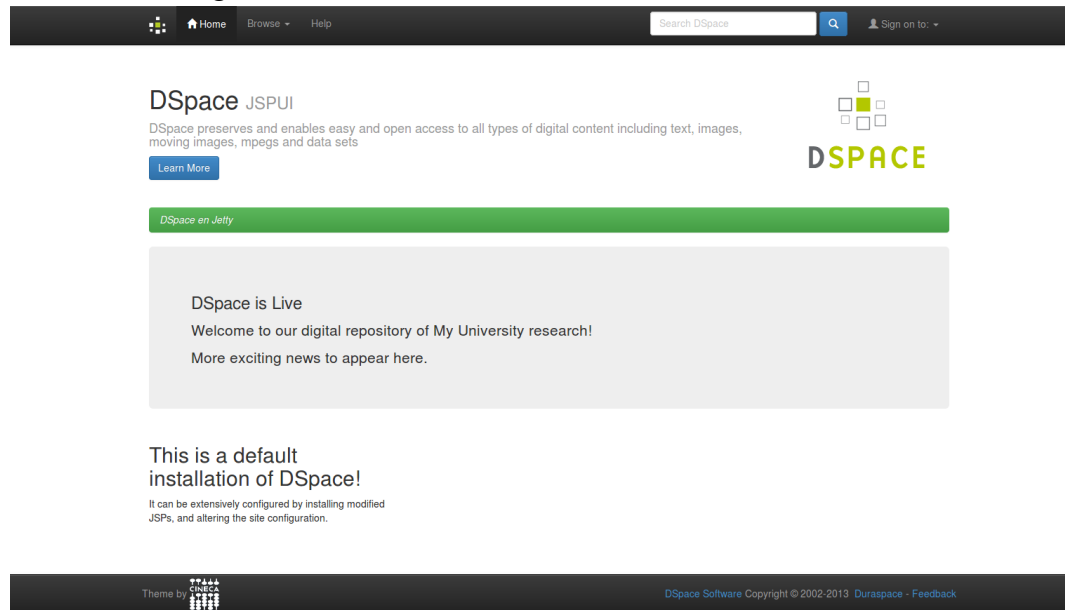 Home Browse Help Search DSpace Sign on to:
DSpace JSPUI
DSpace preserves and enables easy and open access to all types of digital content including text, images,
moving images, mpegs and data sets
Learn More
DSPACE
DSpace en Jetty
DSpace is Live
Welcome to our digital repository of My University research!
More exciting news to appear here.
This is a default
installation of DSpace!
It can be extensively configured by installing modified
JSPs, and altering the site configuration.
Theme by CINECA DSpace Software Copyright © 2002-2013 Duraspace - Feedback